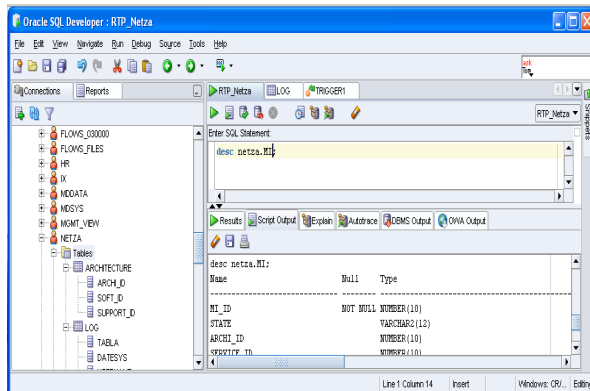 Oracle SQL Developer : RTP_Netza
File Edit View Navigate Run Debug Source Tools Help
ask
Connections Reports
RTP_Netza LOG TRIGGER1
RTP_Netza
Snippets
Enter SQL Statement:
desc netza.MI;
FLOWS_030000
FLOWS_FILES
HR
IX
MDDATA
MDSYS
MGMT_VIEW
NETZA
Tables
ARCHITECTURE
ARCHI_ID
SOFT_ID
SUPPORT_ID
LOG
TABLA
DATESYS
Results Script Output Explain Autotrace DBMS Output OWA Output
desc netza.MI;
Name Null Type
MI_ID NOT NULL NUMBER(10)
STATE VARCHAR2(12)
ARCHI_ID NUMBER(10)
SERVICE_ID NUMBER(10)
Line 1 Column 14 Insert Windows: CR/... Editing